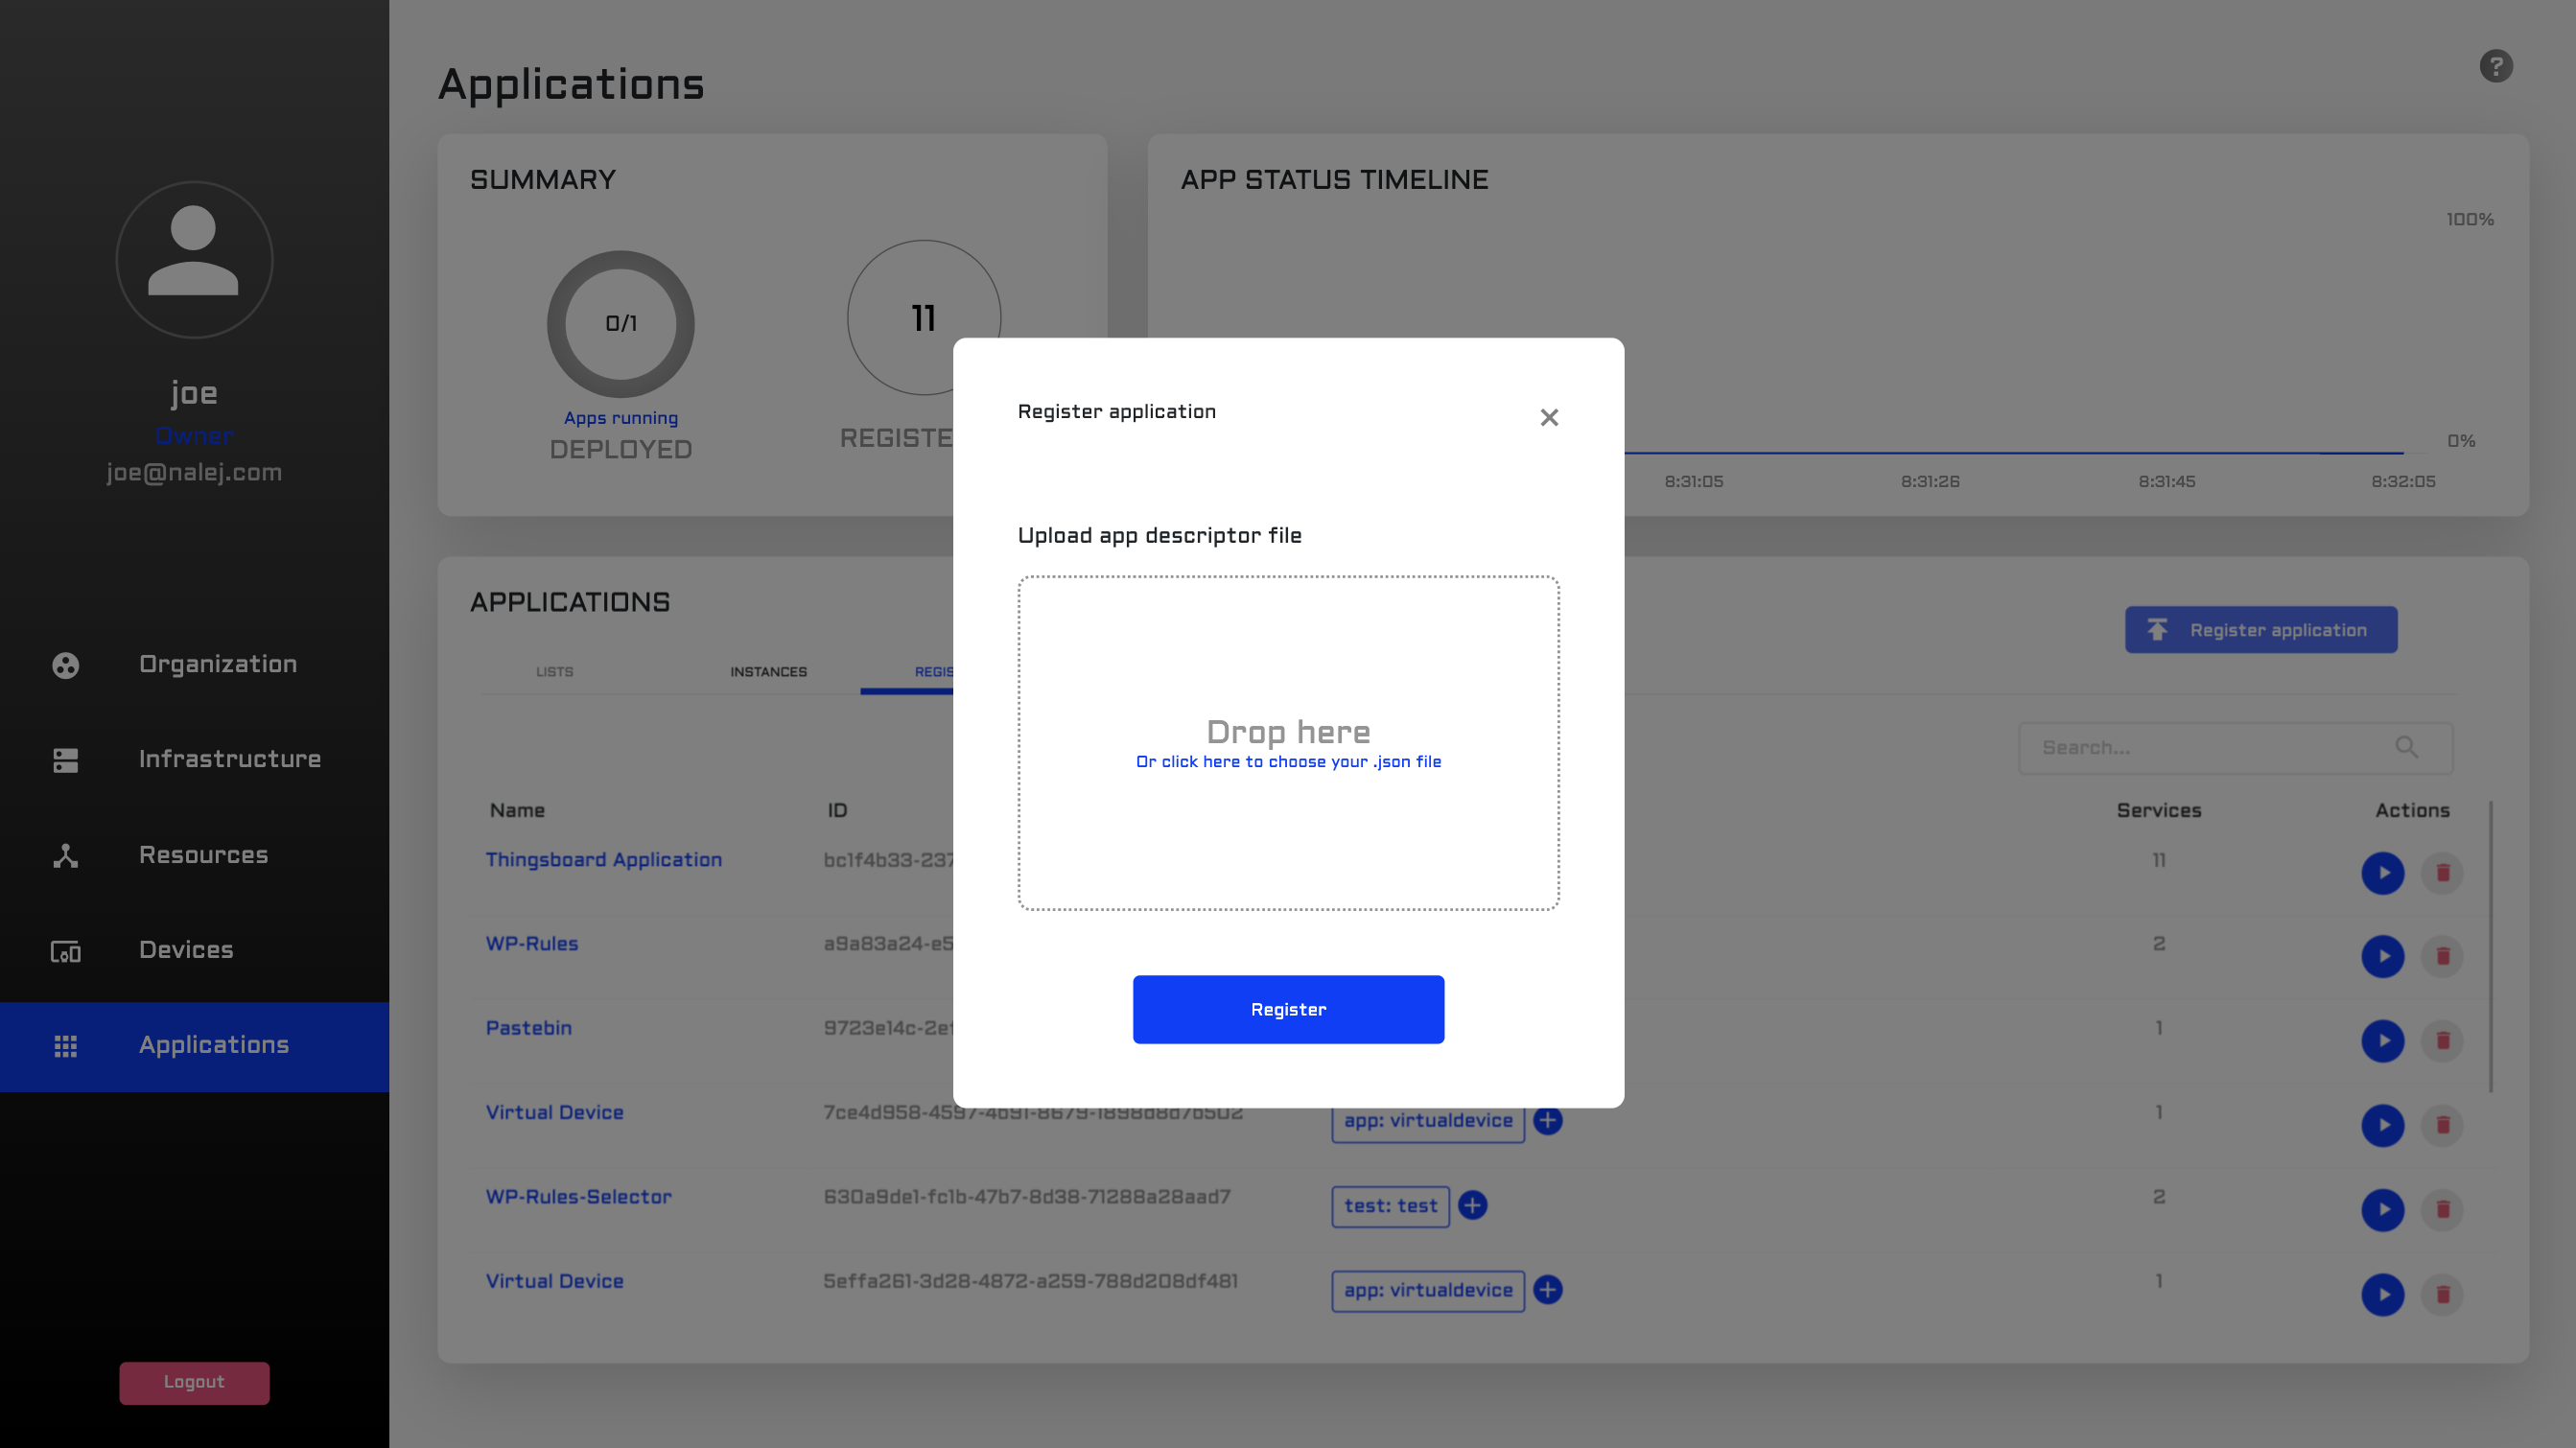 joe
Owner
joe@nalej.com
Organization
Infrastructure
Resources
Devices
Applications
Logout
Applications
?
SUMMARY
0/1
Apps running
DEPLOYED
11
REGISTE
APP STATUS TIMELINE
100%
0%
8:31:05 8:31:26 8:31:45 8:32:05
APPLICATIONS
Register application
LISTS INSTANCES REGIS
Search...
Name ID Services Actions
Thingsboard Application bc1f4b33-237 11
WP-Rules a9a83a24-e5 2
Pastebin 9723e14c-2ef 1
Virtual Device 7ce4d958-4597-4b91-8679-1898d8d7b502 app: virtualdevice 1
WP-Rules-Selector 630a9de1-fc1b-47b7-8d38-71288a28aad7 test: test 2
Virtual Device 5effa261-3d28-4872-a259-788d208df481 app: virtualdevice 1
Register application
Upload app descriptor file
Drop here
Or click here to choose your .json file
Register